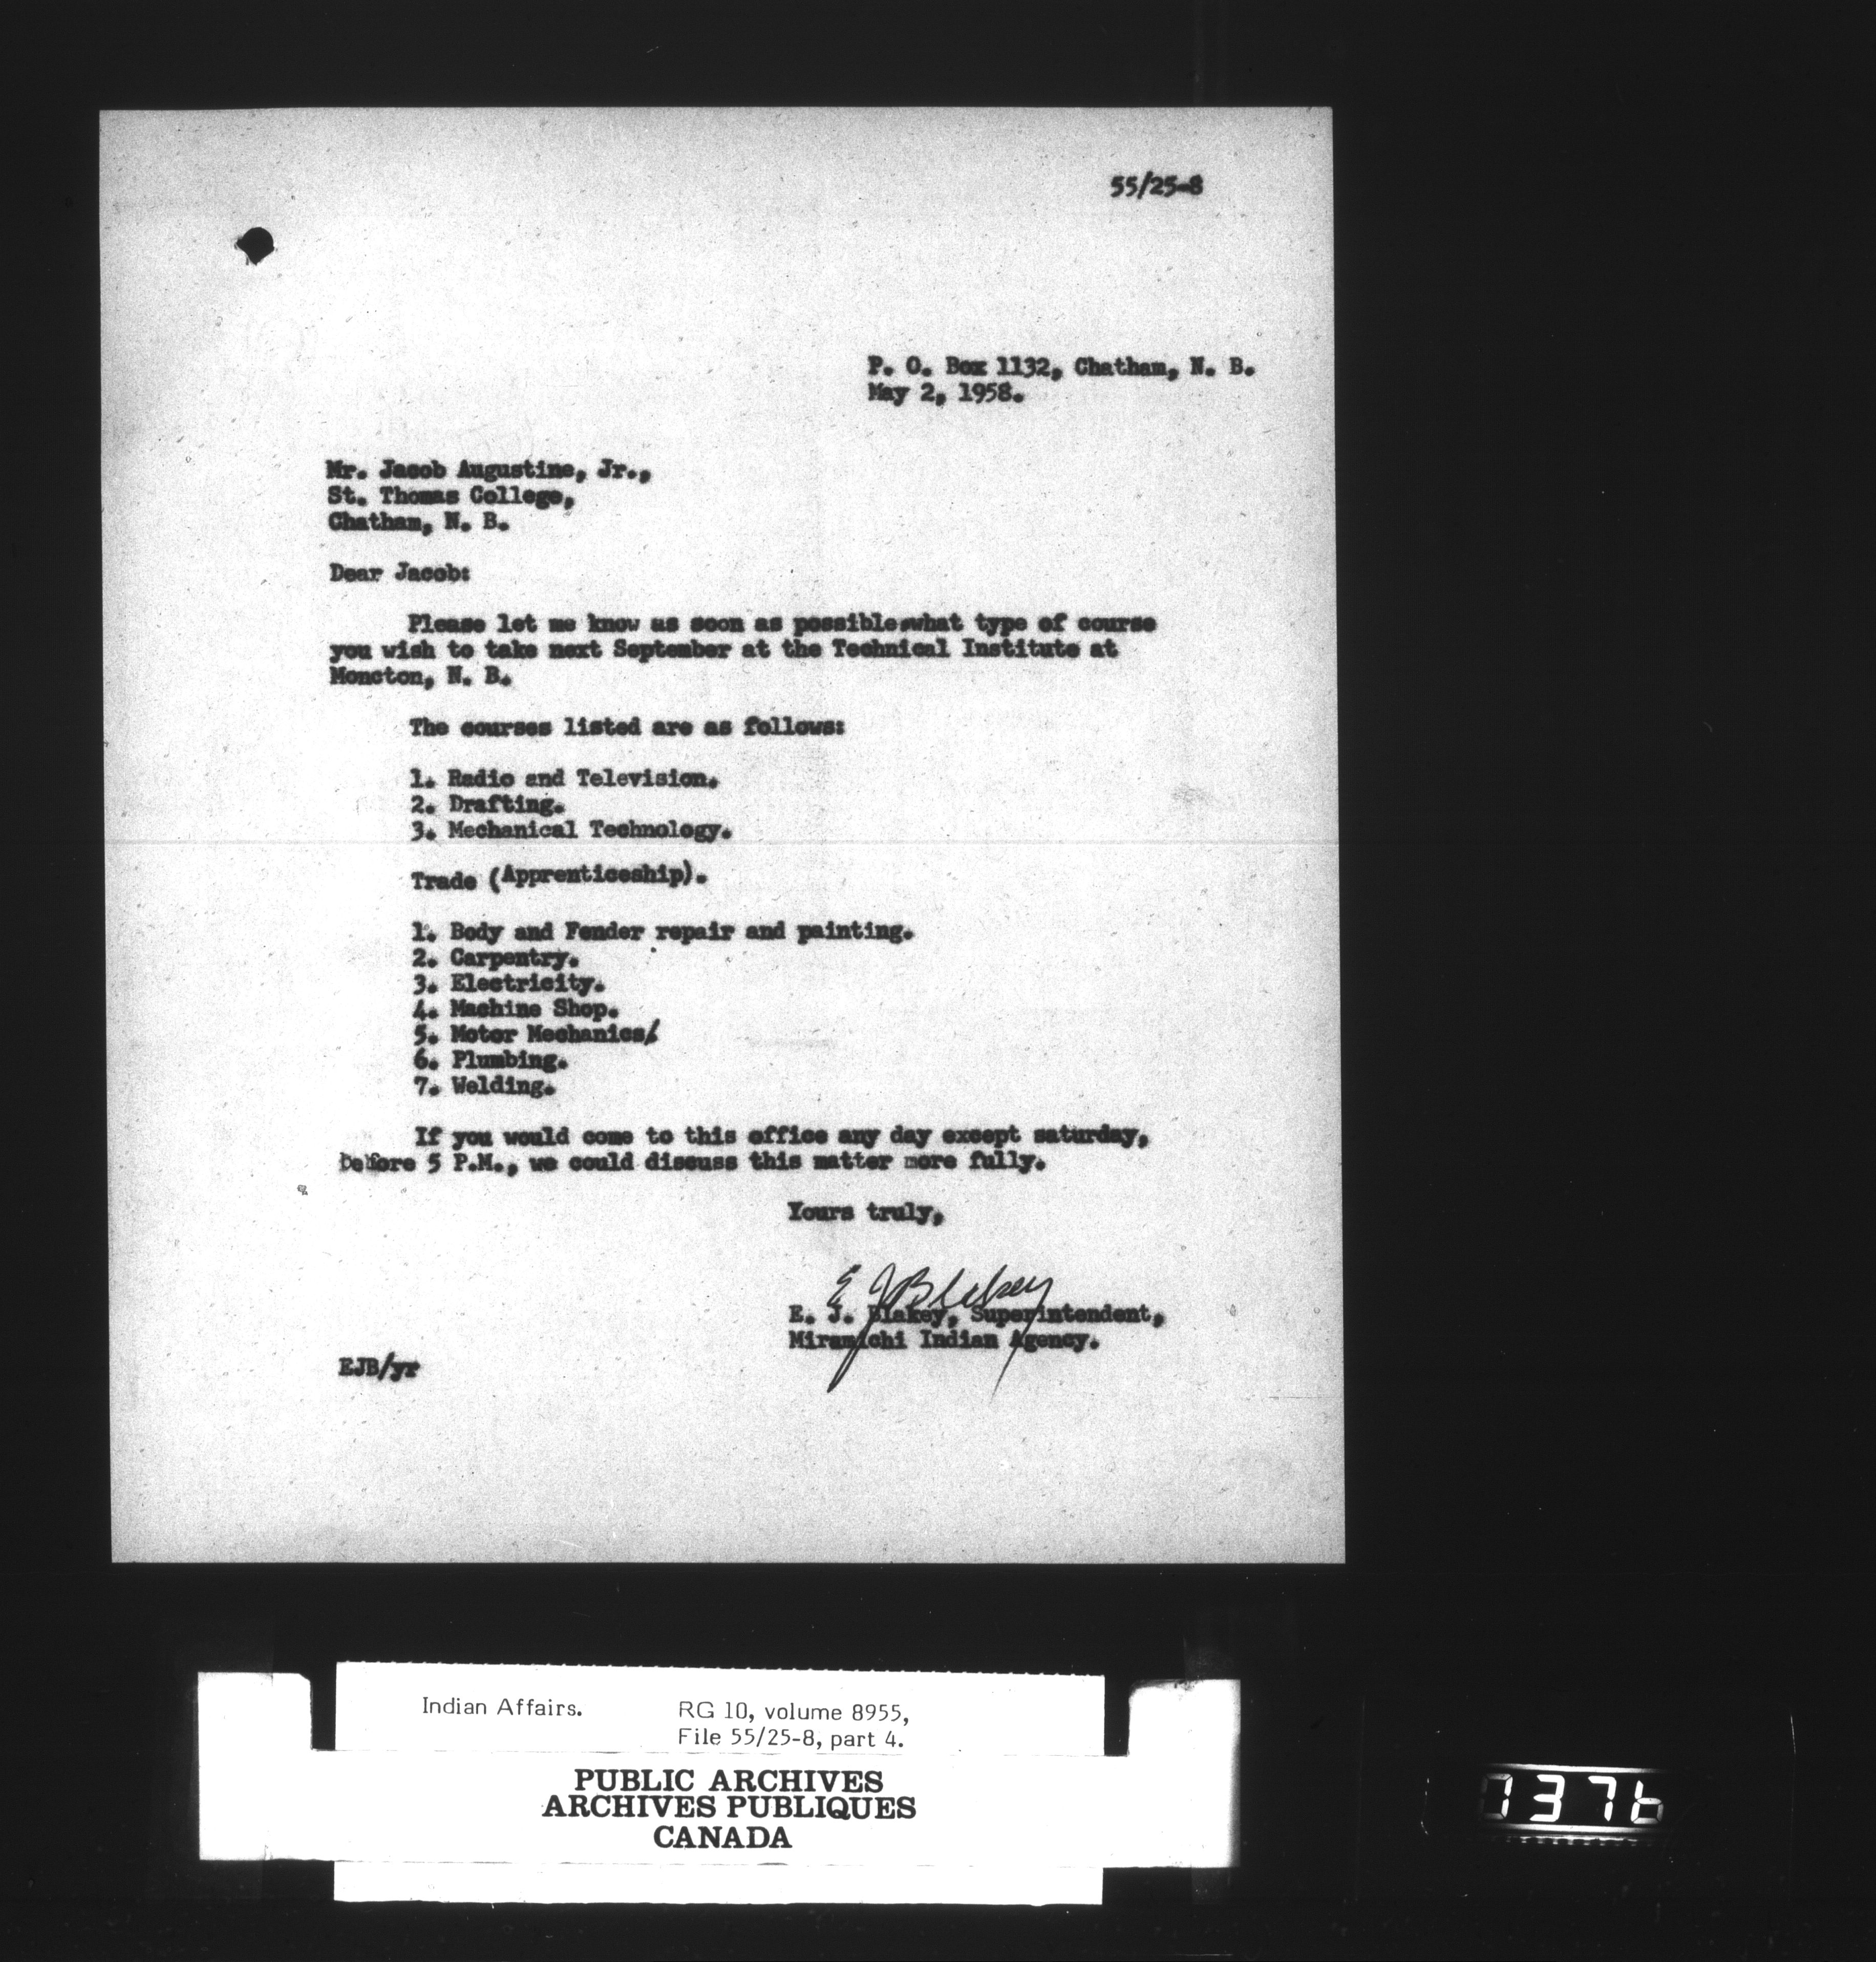 55/25-8
P. O. Box 1132, Chatham, N. B.
May 2, 1958.
Mr. Jacob Augustine, Jr.,
St. Thomas College,
Chatham, N. B.
Dear Jacob:
Please let me know as soon as possible what type of course
you wish to take next September at the Technical Institute at
Moncton, N. B.
The courses listed are as follows:
1. Radio and Television.
2. Drafting.
3. Mechanical Technology.
Trade (Apprenticeship).
1. Body and Fender repair and painting.
2. Carpentry.
3. Electricity.
4. Machine Shop.
5. Motor Mechanics/
6. Plumbing.
7. Welding.
If you would come to this office any day except saturday,
before 5 P.M., we could discuss this matter more fully.
Yours truly,
E J Blakey
E. J. Blakey, Superintendent,
Miramichi Indian Agency.
EJB/yr
Indian Affairs. RG 10, volume 8955,
File 55/25-8, part 4.
PUBLIC ARCHIVES
ARCHIVES PUBLIQUES
CANADA